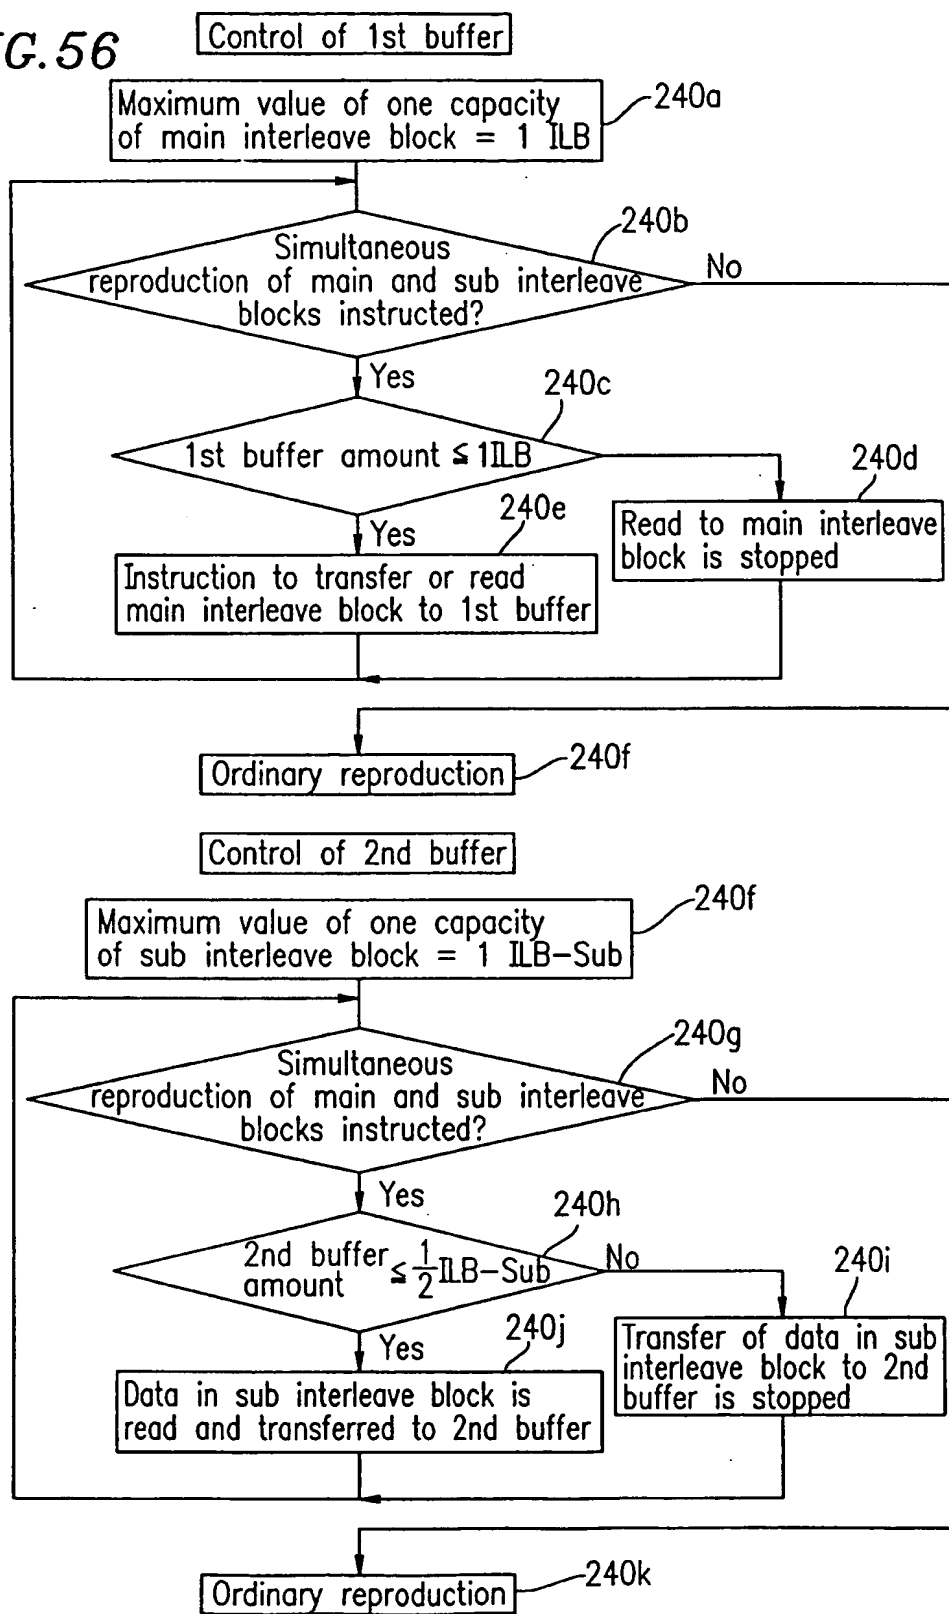 IG.56
Control of 1st buffer
Maximum value of one capacity
of main interleave block = 1 ILB
240a
Simultaneous
reproduction of main and sub interleave
blocks instructed?
240b
No
Yes
1st buffer amount ≦ 1ILB
240c
Yes
Read to main interleave
block is stopped
240d
Instruction to transfer or read
main interleave block to 1st buffer
240e
Ordinary reproduction
240f
Control of 2nd buffer
Maximum value of one capacity
of sub interleave block = 1 ILB-Sub
240f
Simultaneous
reproduction of main and sub interleave
blocks instructed?
240g
No
Yes
2nd buffer
amount ≦ 1/2 ILB-Sub
240h
No
Yes
Transfer of data in sub
interleave block to 2nd
buffer is stopped
240i
Data in sub interleave block is
read and transferred to 2nd buffer
240j
Ordinary reproduction
240k